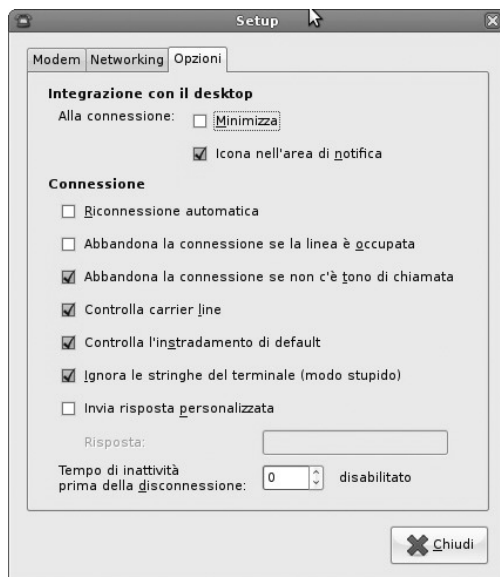 Setup
Modem Networking Opzioni
Integrazione con il desktop
Alla connessione: Minimizza
Icona nell'area di notifica
Connessione
Riconnessione automatica
Abbandona la connessione se la linea è occupata
Abbandona la connessione se non c'è tono di chiamata
Controlla carrier line
Controlla l'instradamento di default
Ignora le stringhe del terminale (modo stupido)
Invia risposta personalizzata
Risposta:
Tempo di inattività
prima della disconnessione: 0 disabilitato
Chiudi